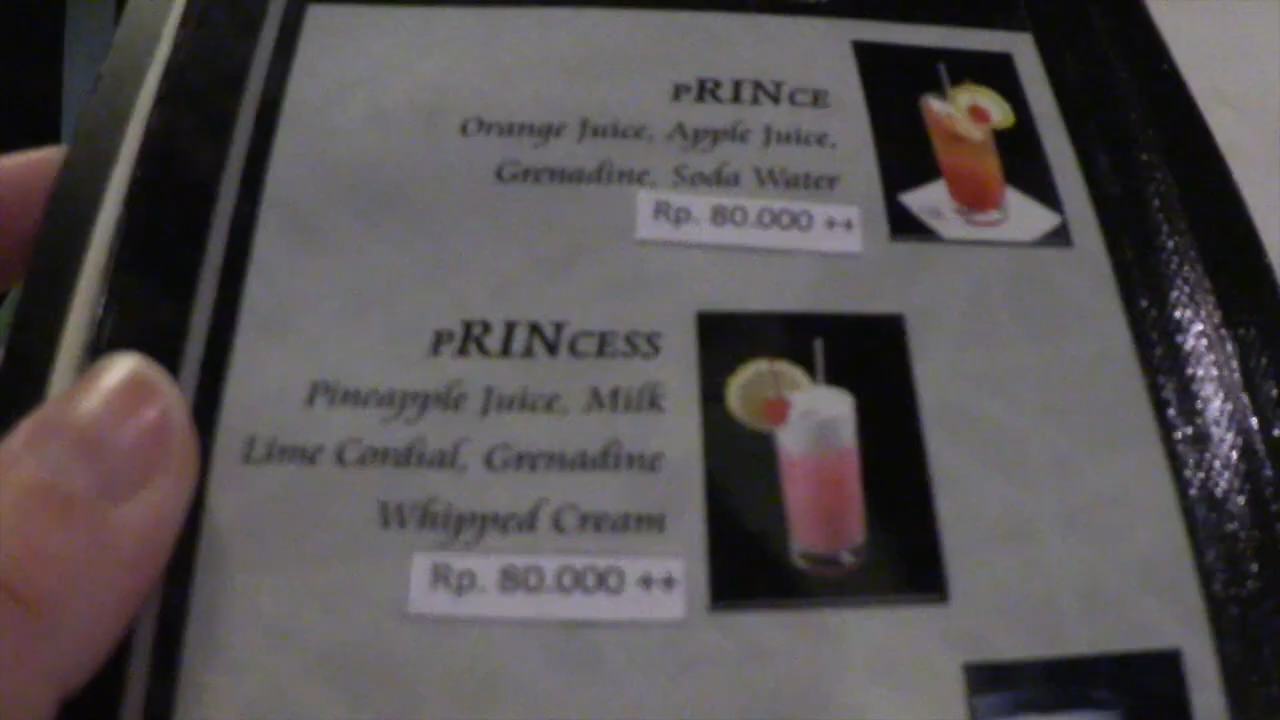 PRINCE
Orange Juice, Apple Juice,
Grenadine, Soda Water
Rp. 80.000 ++
PRINCESS
Pineapple Juice, Milk
Lime Cordial, Grenadine
Whipped Cream
Rp. 80.000 ++